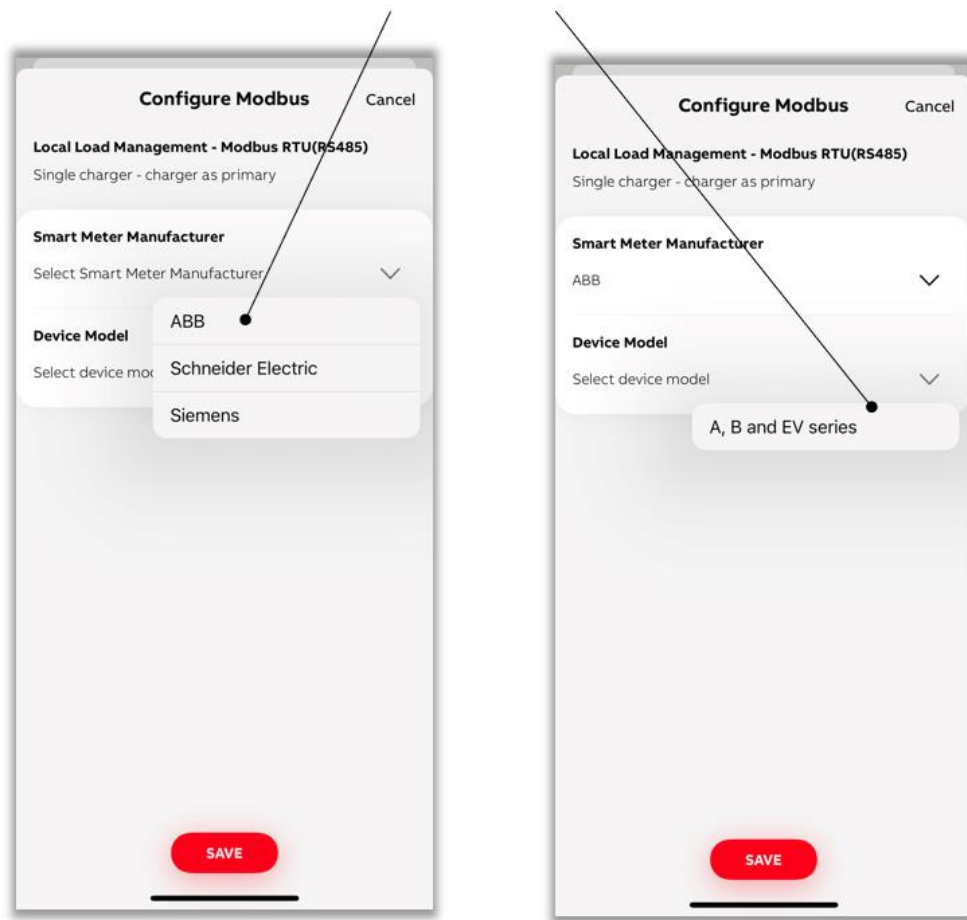 Configure Modbus
Cancel
Local Load Management - Modbus RTU(RS485)
Single charger - charger as primary
Smart Meter Manufacturer
Select Smart Meter Manufacturer
ABB
Device Model
Select device mod
Schneider Electric
Siemens
SAVE
Configure Modbus
Cancel
Local Load Management - Modbus RTU(RS485)
Single charger - charger as primary
Smart Meter Manufacturer
ABB
Device Model
Select device model
A, B and EV series
SAVE